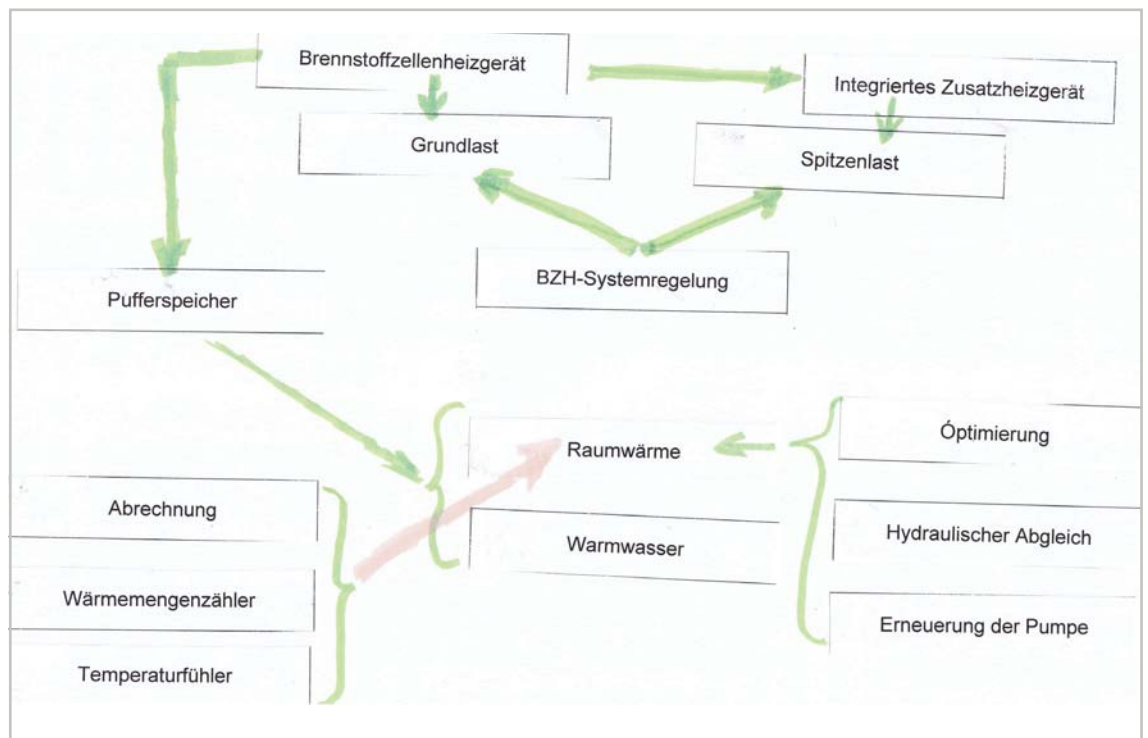 Brennstoffzellenheizgerät
Integriertes Zusatzheizgerät
Grundlast
Spitzenlast
BZH-Systemregelung
Pufferspeicher
Raumwärme
Warmwasser
Óptimierung
Hydraulischer Abgleich
Erneuerung der Pumpe
Abrechnung
Wärmemengenzähler
Temperaturfühler